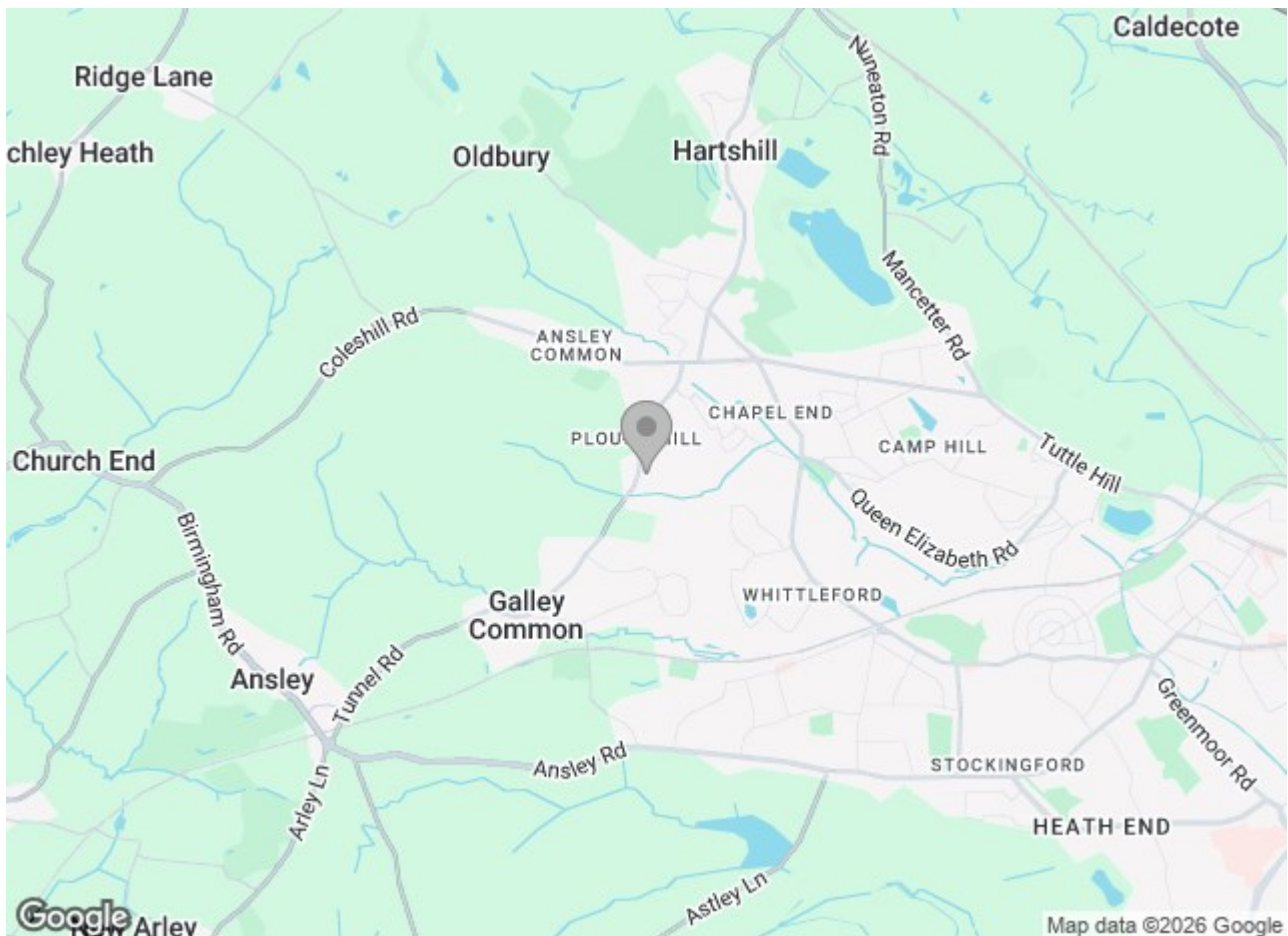 Caldecote
Ridge Lane
Nuneaton Rd
chley Heath
Oldbury
Hartshill
Mancetter Rd
Coleshill Rd
ANSLEY
COMMON
CHAPEL END
CAMP HILL
Tuttle Hill
Church End
Queen Elizabeth Rd
Birmingham Rd
Galley
Common
WHITTLEFORD
Ansley
Tunnel Rd
Greenmoor Rd
Ansley Rd
STOCKINGFORD
Arley Ln
HEATH END
Astley Ln
Google
Arley
Map data ©2026 Google